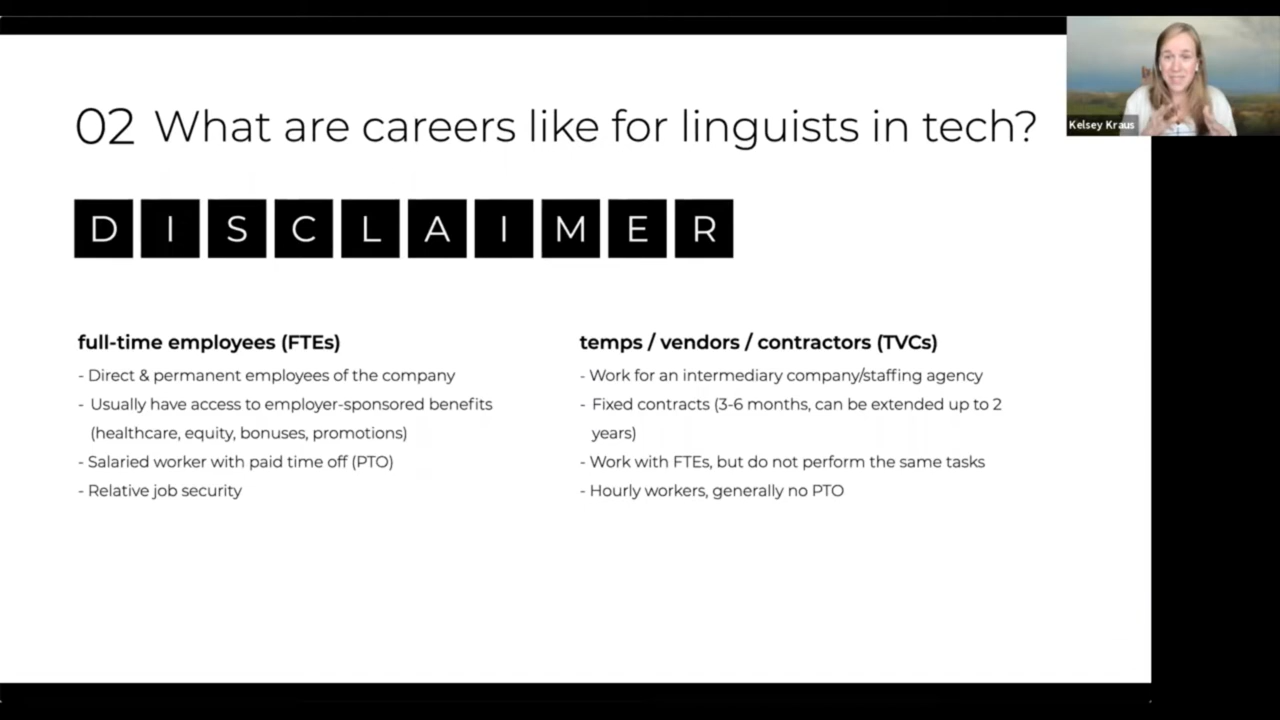 02 What are careers like for linguists in tech?
Kelsey Kraus
DISCLAIMER
full-time employees (FTEs)
- Direct & permanent employees of the company
- Usually have access to employer-sponsored benefits
(healthcare, equity, bonuses, promotions)
- Salaried worker with paid time off (PTO)
- Relative job security
temps / vendors / contractors (TVCs)
- Work for an intermediary company/staffing agency
- Fixed contracts (3-6 months, can be extended up to 2
years)
- Work with FTEs, but do not perform the same tasks
- Hourly workers, generally no PTO